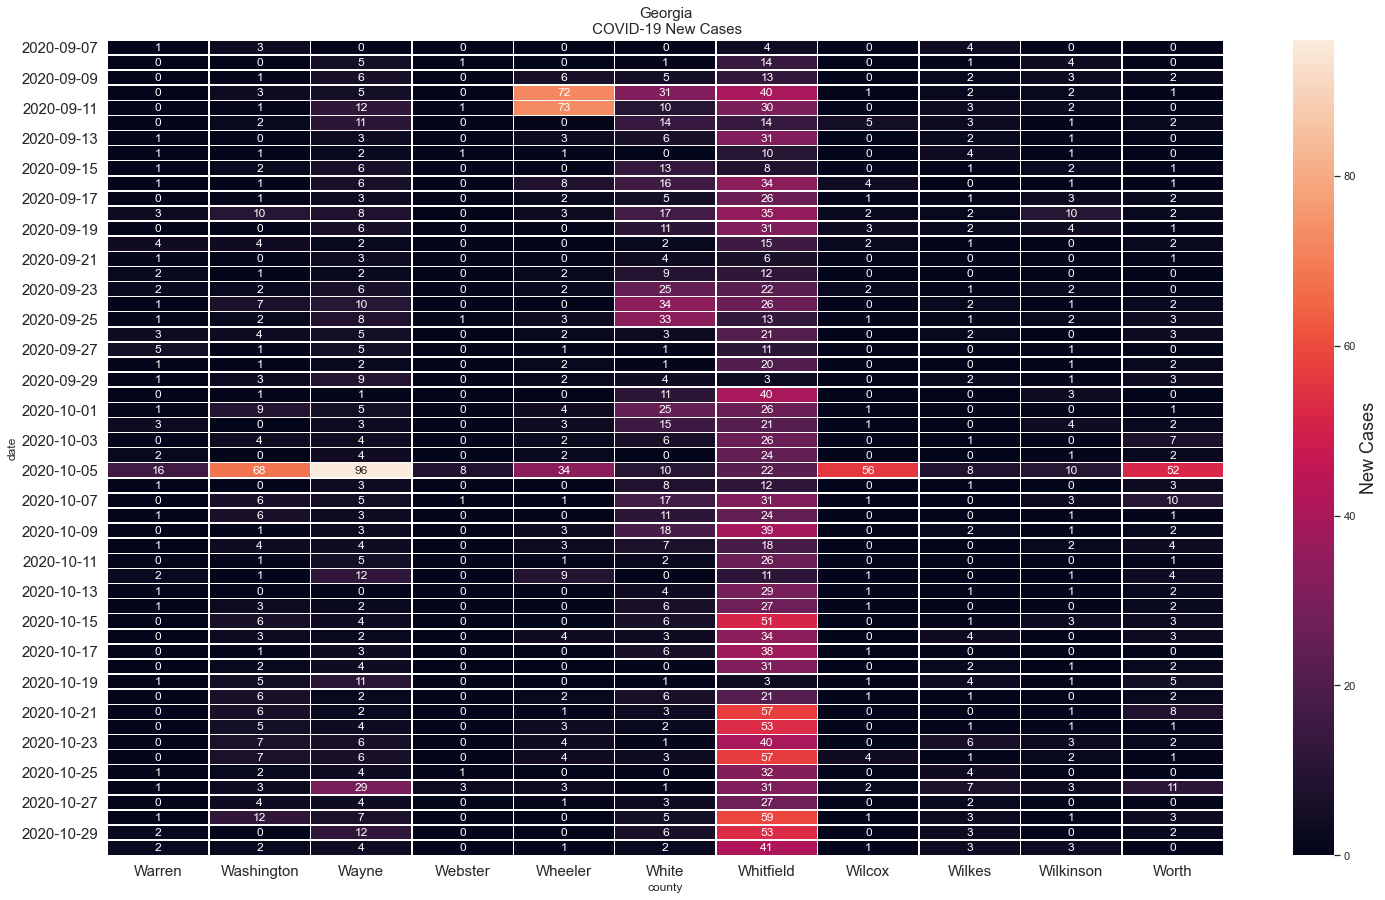 Georgia
COVID-19 New Cases
2020-09-07 1 3 0 0 0 0 4 0 4 0 0
0 0 5 1 0 1 14 0 1 4 0
2020-09-09 0 1 6 0 6 5 13 0 2 3 2
0 3 5 0 72 31 40 1 2 2 1
2020-09-11 0 1 12 1 73 10 30 0 3 2 0
0 2 11 0 0 14 14 5 3 1 2
2020-09-13 1 0 3 0 3 6 31 0 2 1 0
1 1 2 1 1 0 10 0 4 1 0
2020-09-15 1 2 6 0 0 13 8 0 1 2 1
1 1 6 0 8 16 34 4 0 1 1
2020-09-17 0 1 3 0 2 5 26 1 1 3 2
3 10 8 0 3 17 35 2 2 10 2
2020-09-19 0 0 6 0 0 11 31 3 2 4 1
4 4 2 0 0 2 15 2 1 0 2
2020-09-21 1 0 3 0 0 4 6 0 0 0 1
2 1 2 0 2 9 12 0 0 0 0
2020-09-23 2 2 6 0 2 25 22 2 1 2 0
1 7 10 0 0 34 26 0 2 1 2
2020-09-25 1 2 8 1 3 33 13 1 1 2 3
3 4 5 0 2 3 21 0 2 0 3
2020-09-27 5 1 5 0 1 1 11 0 0 1 0
1 1 2 0 2 1 20 0 0 1 2
2020-09-29 1 3 9 0 2 4 3 0 2 1 3
0 1 1 0 0 11 40 0 0 3 0
2020-10-01 1 9 5 0 4 25 26 1 0 0 1
3 0 3 0 3 15 21 1 0 4 2
2020-10-03 0 4 4 0 2 6 26 0 1 0 7
2 0 4 0 2 0 24 0 0 1 2
2020-10-05 16 68 96 8 34 10 22 56 8 10 52
1 0 3 0 0 8 12 0 1 0 3
2020-10-07 0 6 5 1 1 17 31 1 0 3 10
1 6 3 0 0 11 24 0 0 1 1
2020-10-09 0 1 3 0 3 18 39 0 2 1 2
1 4 4 0 3 7 18 0 0 2 4
2020-10-11 0 1 5 0 1 2 26 0 0 0 1
2 1 12 0 9 0 11 1 0 1 4
2020-10-13 1 0 0 0 0 4 29 1 1 1 2
1 3 2 0 0 6 27 1 0 0 2
2020-10-15 0 6 4 0 0 6 51 0 1 3 3
0 3 2 0 4 3 34 0 4 0 3
2020-10-17 0 1 3 0 0 6 38 1 0 0 0
0 2 4 0 0 0 31 0 2 1 2
2020-10-19 1 5 11 0 0 1 3 1 4 1 5
0 6 2 0 2 6 21 1 1 0 2
2020-10-21 0 6 2 0 1 3 57 0 0 1 8
0 5 4 0 3 2 53 0 1 1 1
2020-10-23 0 7 6 0 4 1 40 0 6 3 2
0 7 6 0 4 3 57 4 1 2 1
2020-10-25 1 2 4 1 0 0 32 0 4 0 0
1 3 29 3 3 1 31 2 7 3 11
2020-10-27 0 4 4 0 1 3 27 0 2 0 0
1 12 7 0 0 5 59 1 3 1 3
2020-10-29 2 0 12 0 0 6 53 0 3 0 2
2 2 4 0 1 2 41 1 3 3 0
Warren Washington Wayne Webster Wheeler White Whitfield Wilcox Wilkes Wilkinson Worth
county
date
80
60
40
20
0
New Cases